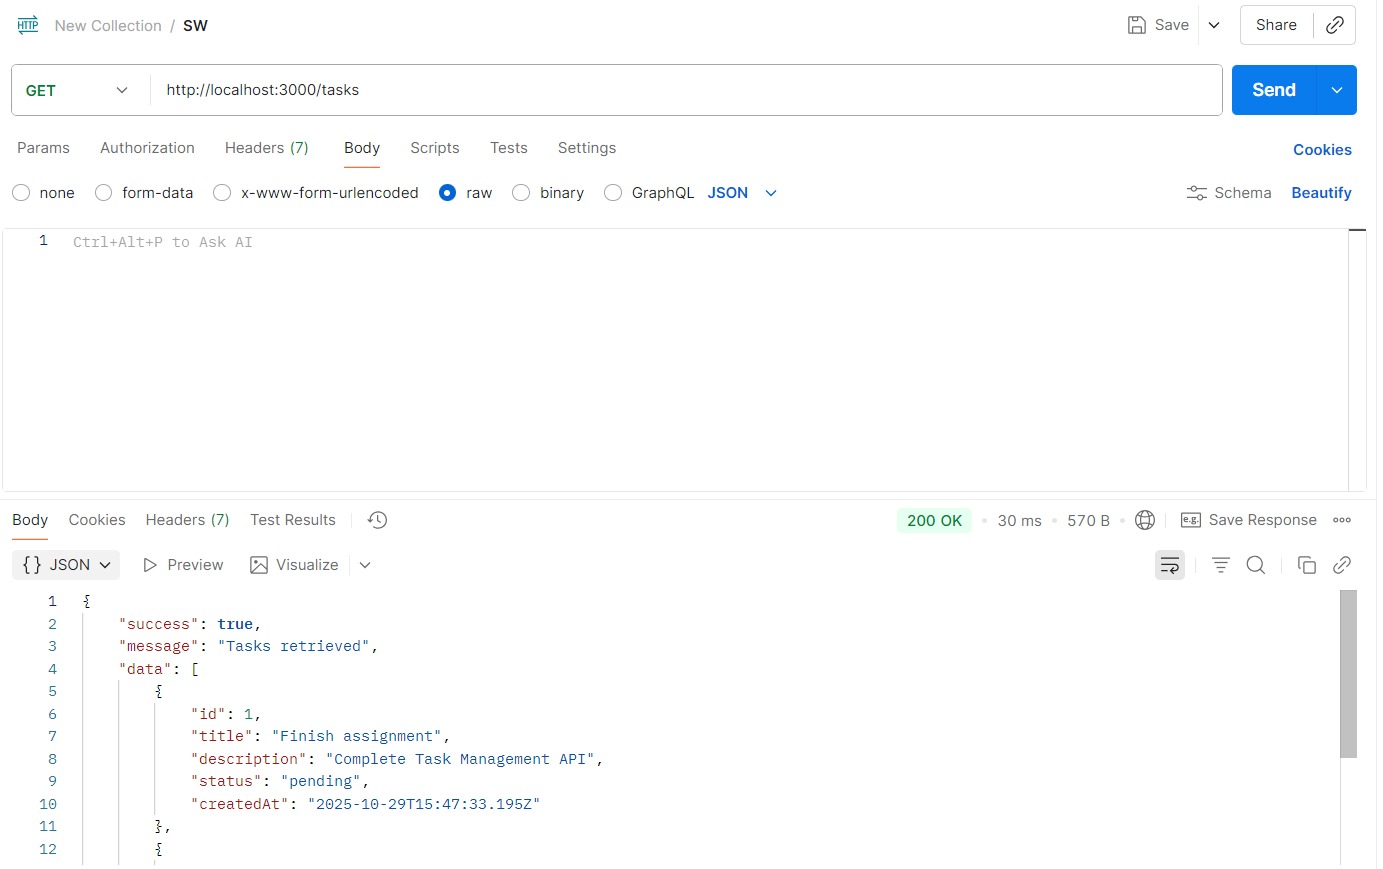 HTTP New Collection / SW Save Share
GET http://localhost:3000/tasks Send
Params Authorization Headers (7) Body Scripts Tests Settings Cookies
none form-data x-www-form-urlencoded raw binary GraphQL JSON Schema Beautify
1 Ctrl+Alt+P to Ask AI
Body Cookies Headers (7) Test Results 200 OK • 30 ms • 570 B • e.g. Save Response
{} JSON Preview Visualize
1 {
2 "success": true,
3 "message": "Tasks retrieved",
4 "data": [
5 {
6 "id": 1,
7 "title": "Finish assignment",
8 "description": "Complete Task Management API",
9 "status": "pending",
10 "createdAt": "2025-10-29T15:47:33.195Z"
11 },
12 {